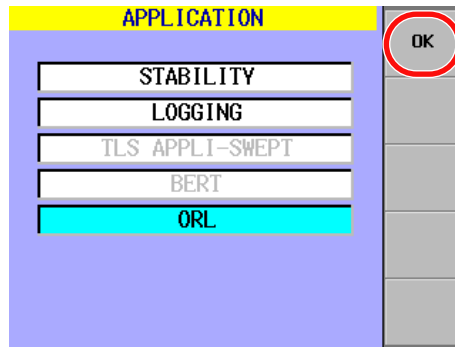 APPLICATION
OK
STABILITY
LOGGING
TLS APPLI-SWEPT
BERT
ORL